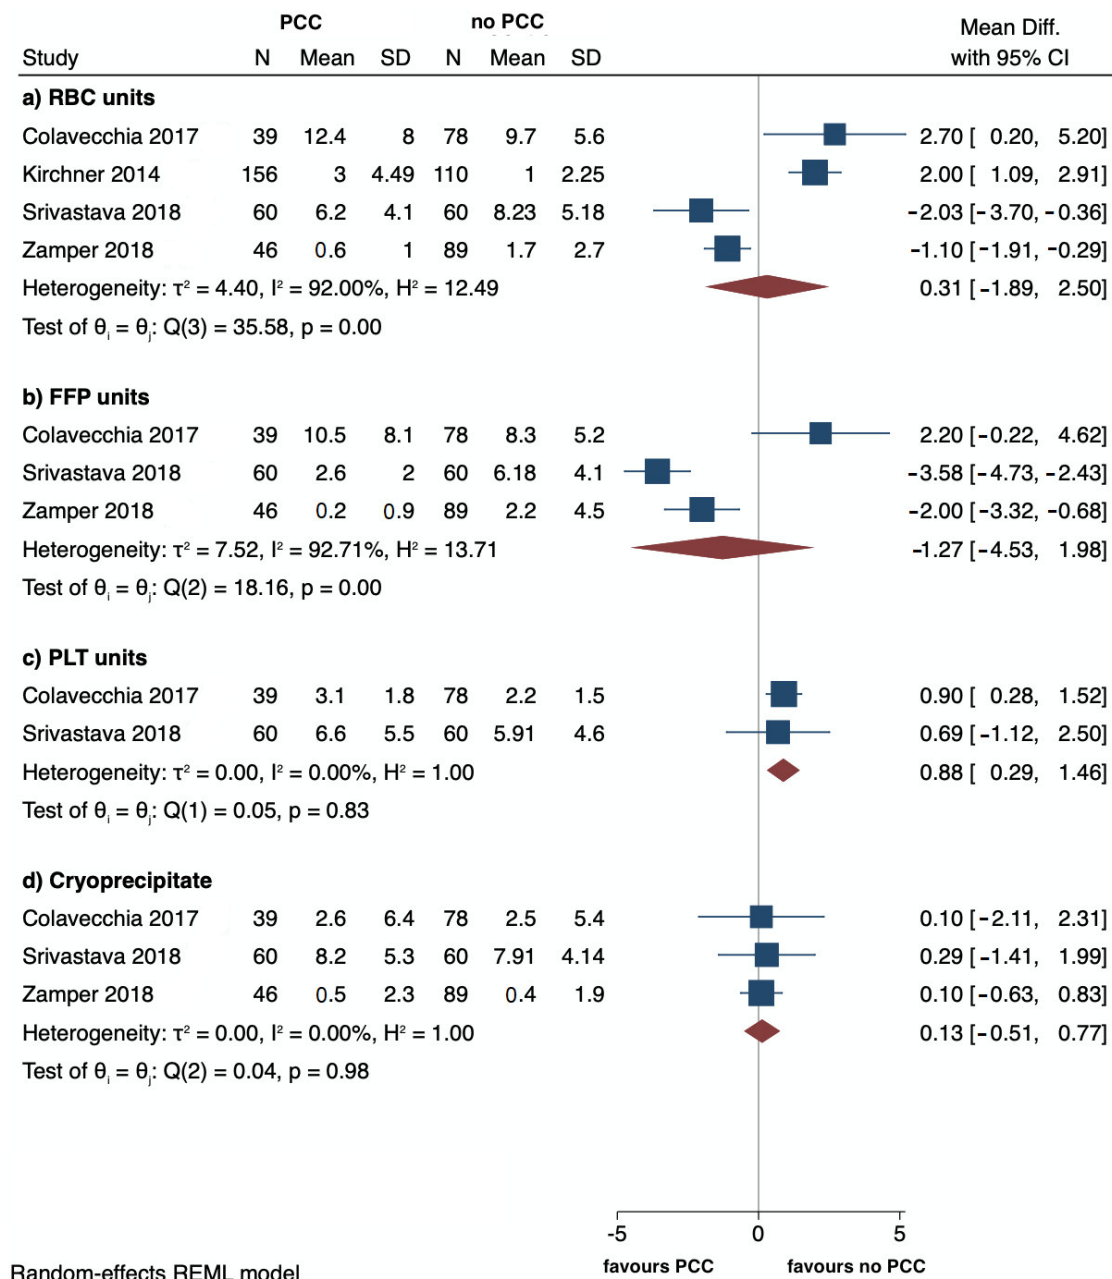 PCC no PCC Mean Diff.
Study N Mean SD N Mean SD with 95% CI
a) RBC units
Colavecchia 2017 39 12.4 8 78 9.7 5.6 2.70 [ 0.20, 5.20]
Kirchner 2014 156 3 4.49 110 1 2.25 2.00 [ 1.09, 2.91]
Srivastava 2018 60 6.2 4.1 60 8.23 5.18 -2.03 [-3.70, -0.36]
Zamper 2018 46 0.6 1 89 1.7 2.7 -1.10 [-1.91, -0.29]
Heterogeneity: τ² = 4.40, I² = 92.00%, H² = 12.49 0.31 [-1.89, 2.50]
Test of θᵢ = θⱼ: Q(3) = 35.58, p = 0.00
b) FFP units
Colavecchia 2017 39 10.5 8.1 78 8.3 5.2 2.20 [-0.22, 4.62]
Srivastava 2018 60 2.6 2 60 6.18 4.1 -3.58 [-4.73, -2.43]
Zamper 2018 46 0.2 0.9 89 2.2 4.5 -2.00 [-3.32, -0.68]
Heterogeneity: τ² = 7.52, I² = 92.71%, H² = 13.71 -1.27 [-4.53, 1.98]
Test of θᵢ = θⱼ: Q(2) = 18.16, p = 0.00
c) PLT units
Colavecchia 2017 39 3.1 1.8 78 2.2 1.5 0.90 [ 0.28, 1.52]
Srivastava 2018 60 6.6 5.5 60 5.91 4.6 0.69 [-1.12, 2.50]
Heterogeneity: τ² = 0.00, I² = 0.00%, H² = 1.00 0.88 [ 0.29, 1.46]
Test of θᵢ = θⱼ: Q(1) = 0.05, p = 0.83
d) Cryoprecipitate
Colavecchia 2017 39 2.6 6.4 78 2.5 5.4 0.10 [-2.11, 2.31]
Srivastava 2018 60 8.2 5.3 60 7.91 4.14 0.29 [-1.41, 1.99]
Zamper 2018 46 0.5 2.3 89 0.4 1.9 0.10 [-0.63, 0.83]
Heterogeneity: τ² = 0.00, I² = 0.00%, H² = 1.00 0.13 [-0.51, 0.77]
Test of θᵢ = θⱼ: Q(2) = 0.04, p = 0.98
-5 0 5
favours PCC favours no PCC
Random-effects REML model